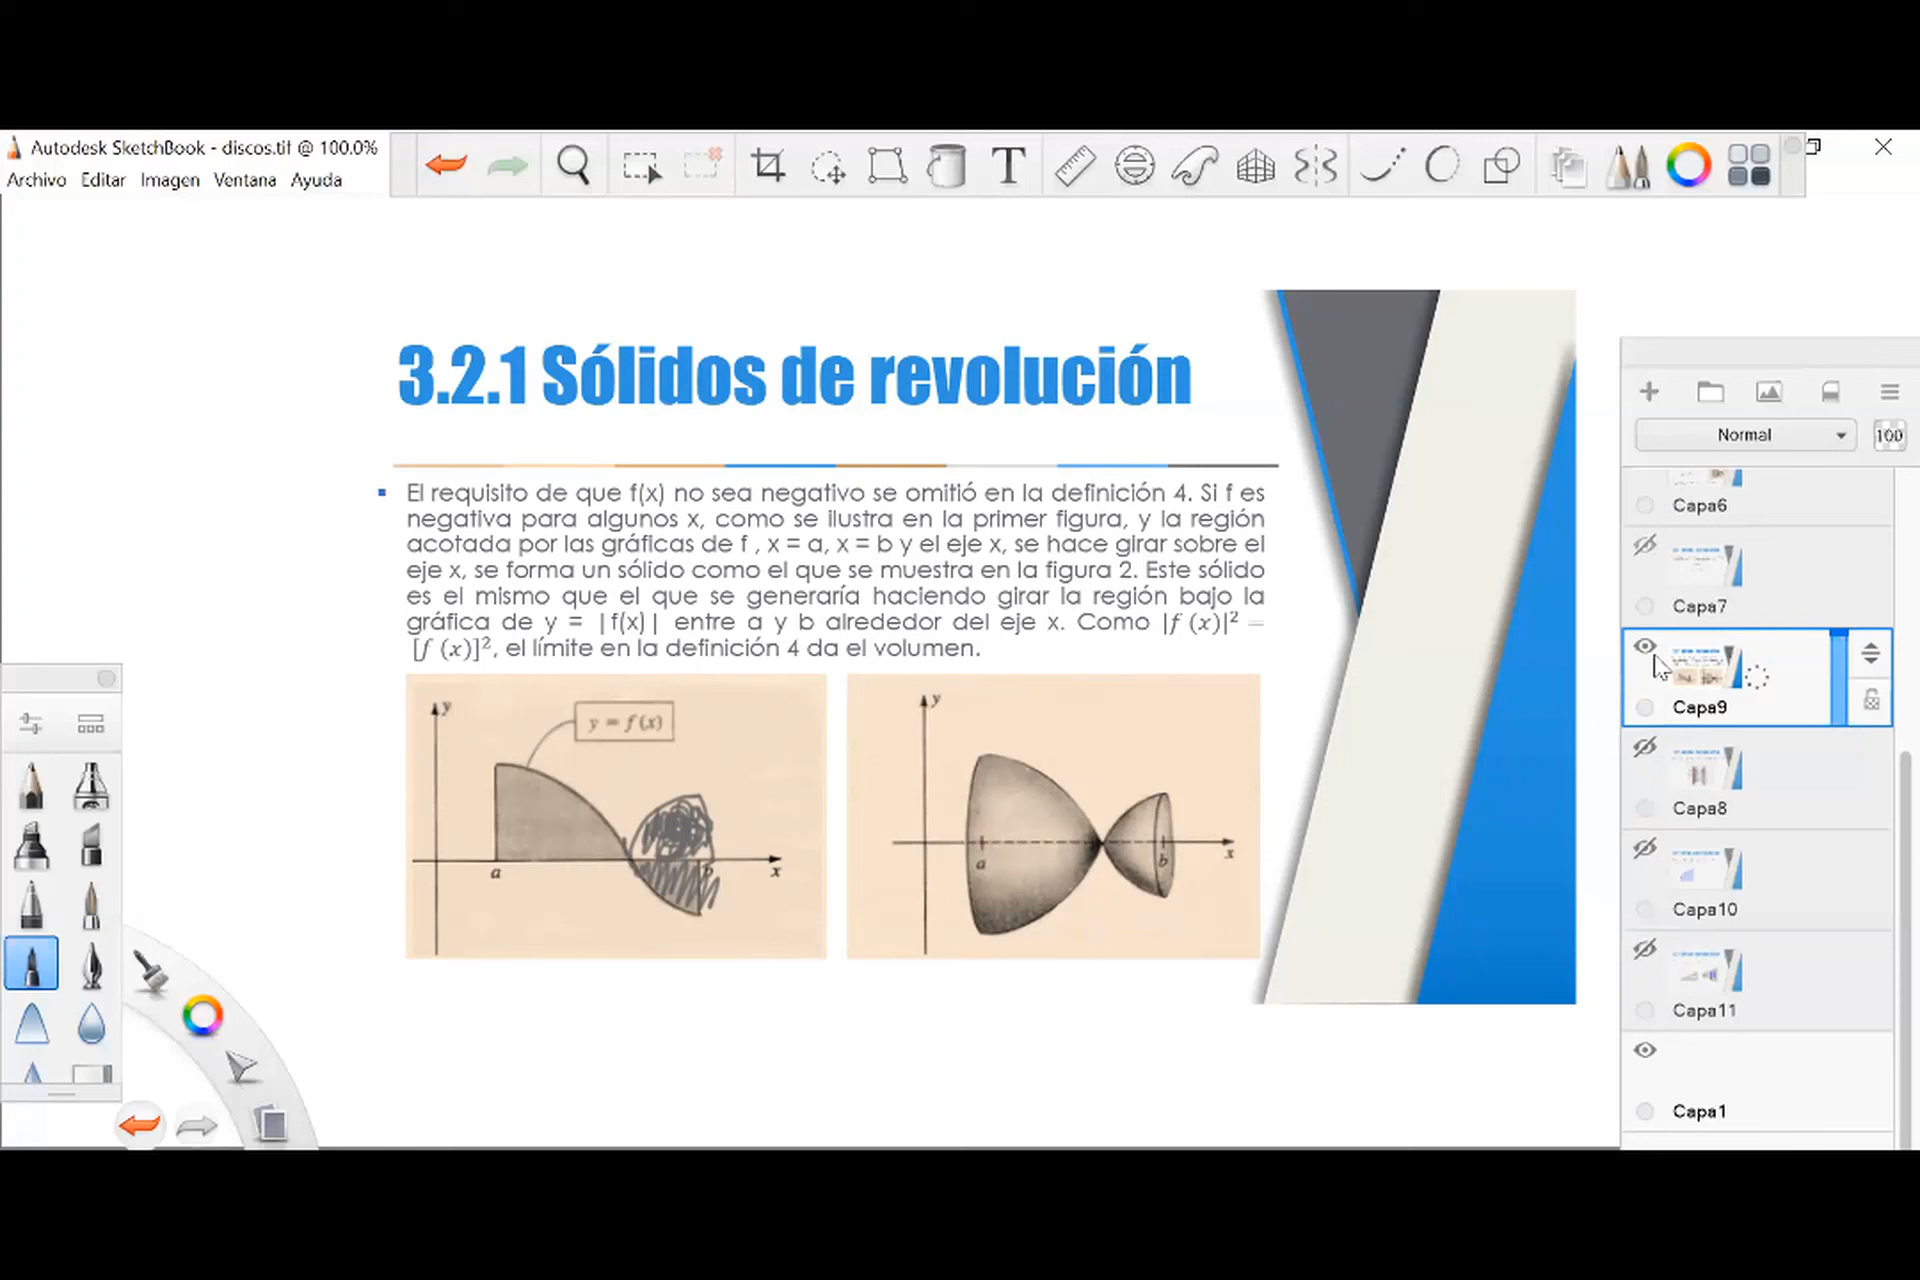 Autodesk SketchBook - discos.tif @ 100.0%
Archivo Editar Imagen Ventana Ayuda
T
3.2.1 Sólidos de revolución
▪ El requisito de que f(x) no sea negativo se omitió en la definición 4. Si f es
negativa para algunos x, como se ilustra en la primer figura, y la región
acotada por las gráficas de f , x = a, x = b y el eje x, se hace girar sobre el
eje x, se forma un sólido como el que se muestra en la figura 2. Este sólido
es el mismo que el que se generaría haciendo girar la región bajo la
gráfica de y = |f(x)| entre a y b alrededor del eje x. Como |f (x)|² =
[f (x)]², el límite en la definición 4 da el volumen.
y
y = f(x)
a
b
x
y
a
b
x
Normal
100
Capa6
Capa7
Capa9
Capa8
Capa10
Capa11
Capa1